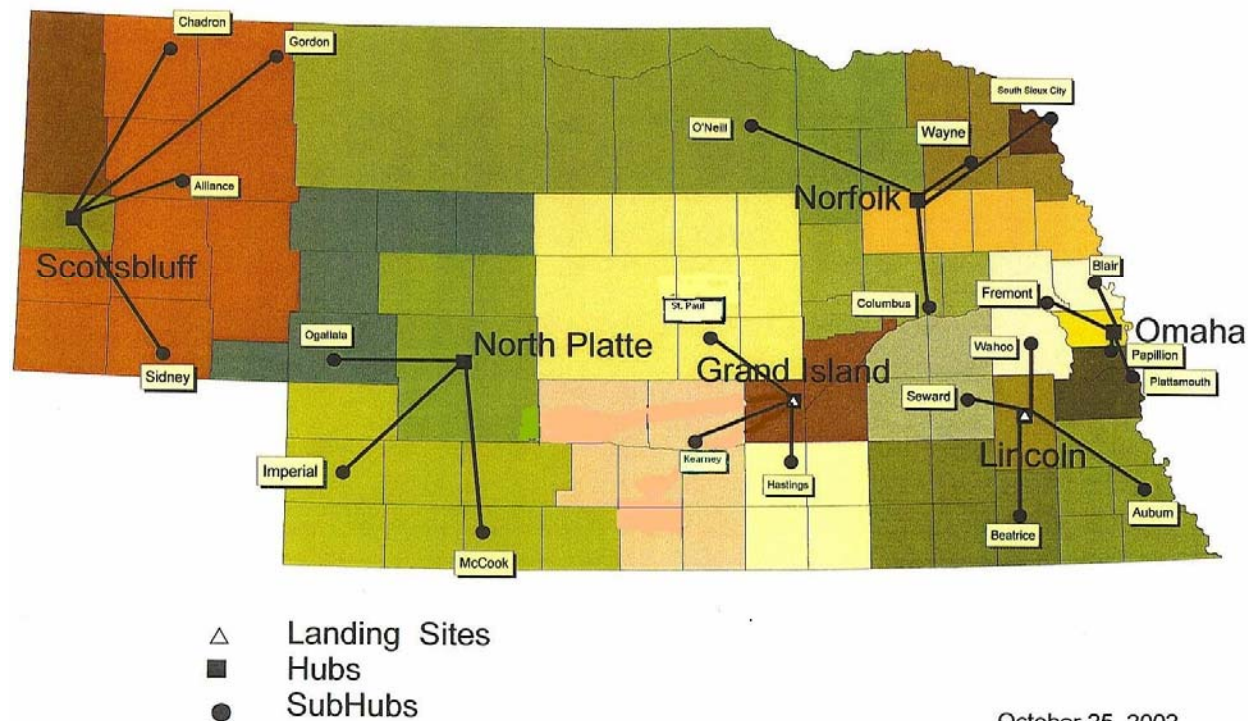 Chadron
Gordon
South Sioux City
O'Neill
Wayne
Alliance
Norfolk
Scottsbluff
Blair
Fremont
St. Paul
Columbus
Ogallala
North Platte
Omaha
Wahoo
Papillion
Sidney
Grand Island
Plattsmouth
Seward
Kearney
Lincoln
Imperial
Hastings
Auburn
Beatrice
McCook
Landing Sites
Hubs
SubHubs
October 25, 2002